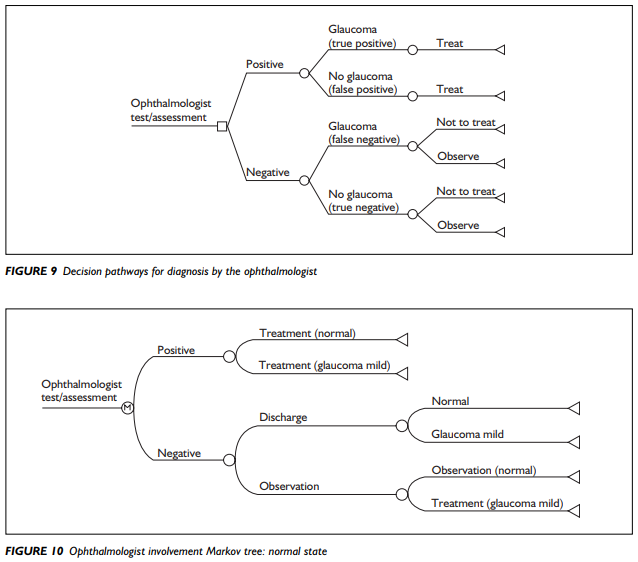 Glaucoma
(true positive)
Treat
Positive
No glaucoma
(false positive)
Treat
Ophthalmologist
test/assessment
Glaucoma
(false negative)
Not to treat
Observe
Negative
No glaucoma
(true negative)
Not to treat
Observe
FIGURE 9 Decision pathways for diagnosis by the ophthalmologist
Treatment (normal)
Positive
Treatment (glaucoma mild)
Ophthalmologist
test/assessment
M
Normal
Discharge
Glaucoma mild
Negative
Observation (normal)
Observation
Treatment (glaucoma mild)
FIGURE 10 Ophthalmologist involvement Markov tree: normal state